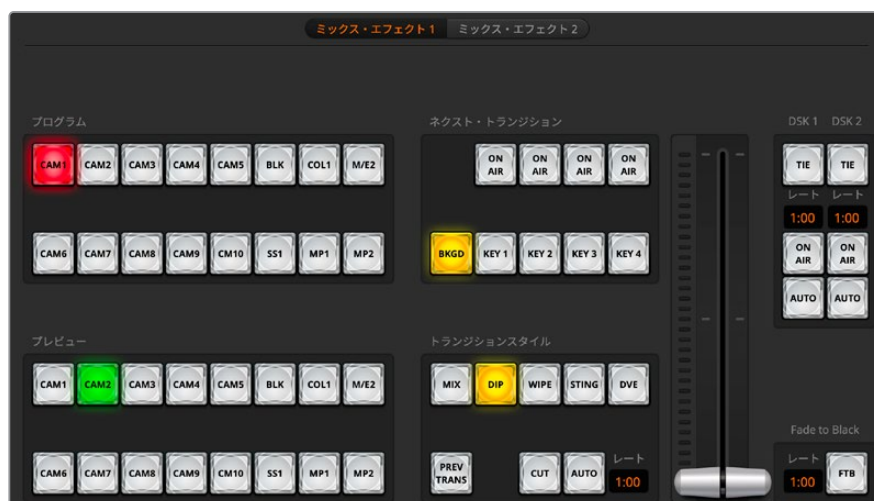 ミックス・エフェクト 1 ミックス・エフェクト 2
プログラム
CAM1 CAM2 CAM3 CAM4 CAM5 BLK COL1 M/E2
CAM6 CAM7 CAM8 CAM9 CM10 SS1 MP1 MP2
ネクスト・トランジション
ON AIR ON AIR ON AIR ON AIR
BKGD KEY 1 KEY 2 KEY 3 KEY 4
DSK 1 DSK 2
TIE TIE
レート レート
1:00 1:00
ON AIR ON AIR
AUTO AUTO
プレビュー
CAM1 CAM2 CAM3 CAM4 CAM5 BLK COL1 M/E2
CAM6 CAM7 CAM8 CAM9 CM10 SS1 MP1 MP2
トランジションスタイル
MIX DIP WIPE STING DVE
PREV TRANS CUT AUTO レート 1:00
Fade to Black
レート
1:00 FTB